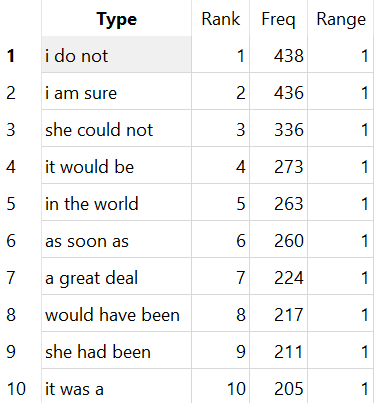 Type Rank Freq Range
1 i do not 1 438 1
2 i am sure 2 436 1
3 she could not 3 336 1
4 it would be 4 273 1
5 in the world 5 263 1
6 as soon as 6 260 1
7 a great deal 7 224 1
8 would have been 8 217 1
9 she had been 9 211 1
10 it was a 10 205 1